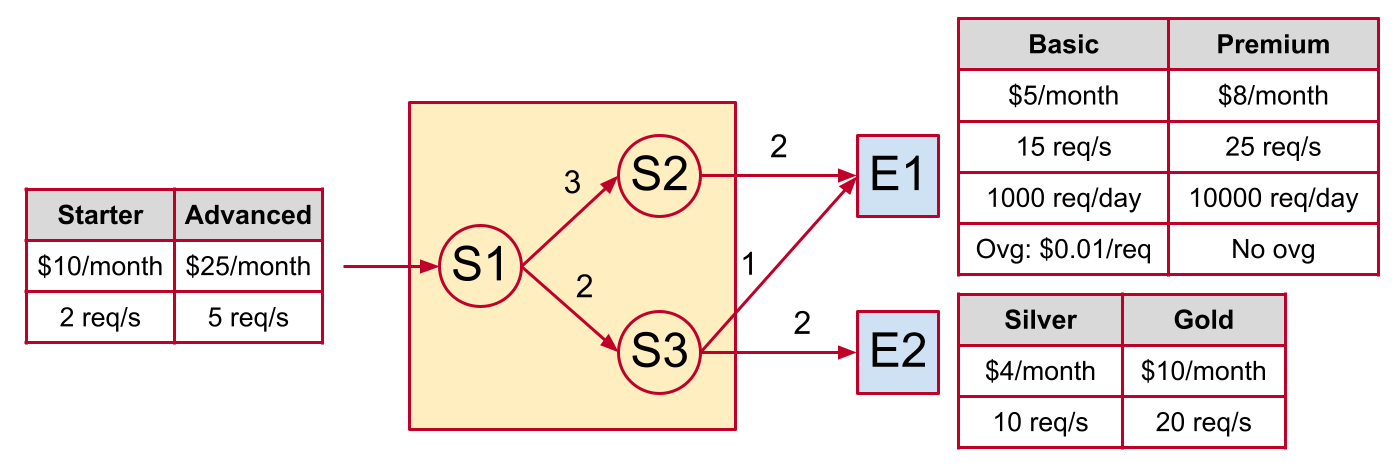 Starter Advanced
$10/month $25/month
2 req/s 5 req/s
S1
3
2
S2
S3
2
1
2
E1
E2
Basic Premium
$5/month $8/month
15 req/s 25 req/s
1000 req/day 10000 req/day
Ovg: $0.01/req No ovg
Silver Gold
$4/month $10/month
10 req/s 20 req/s